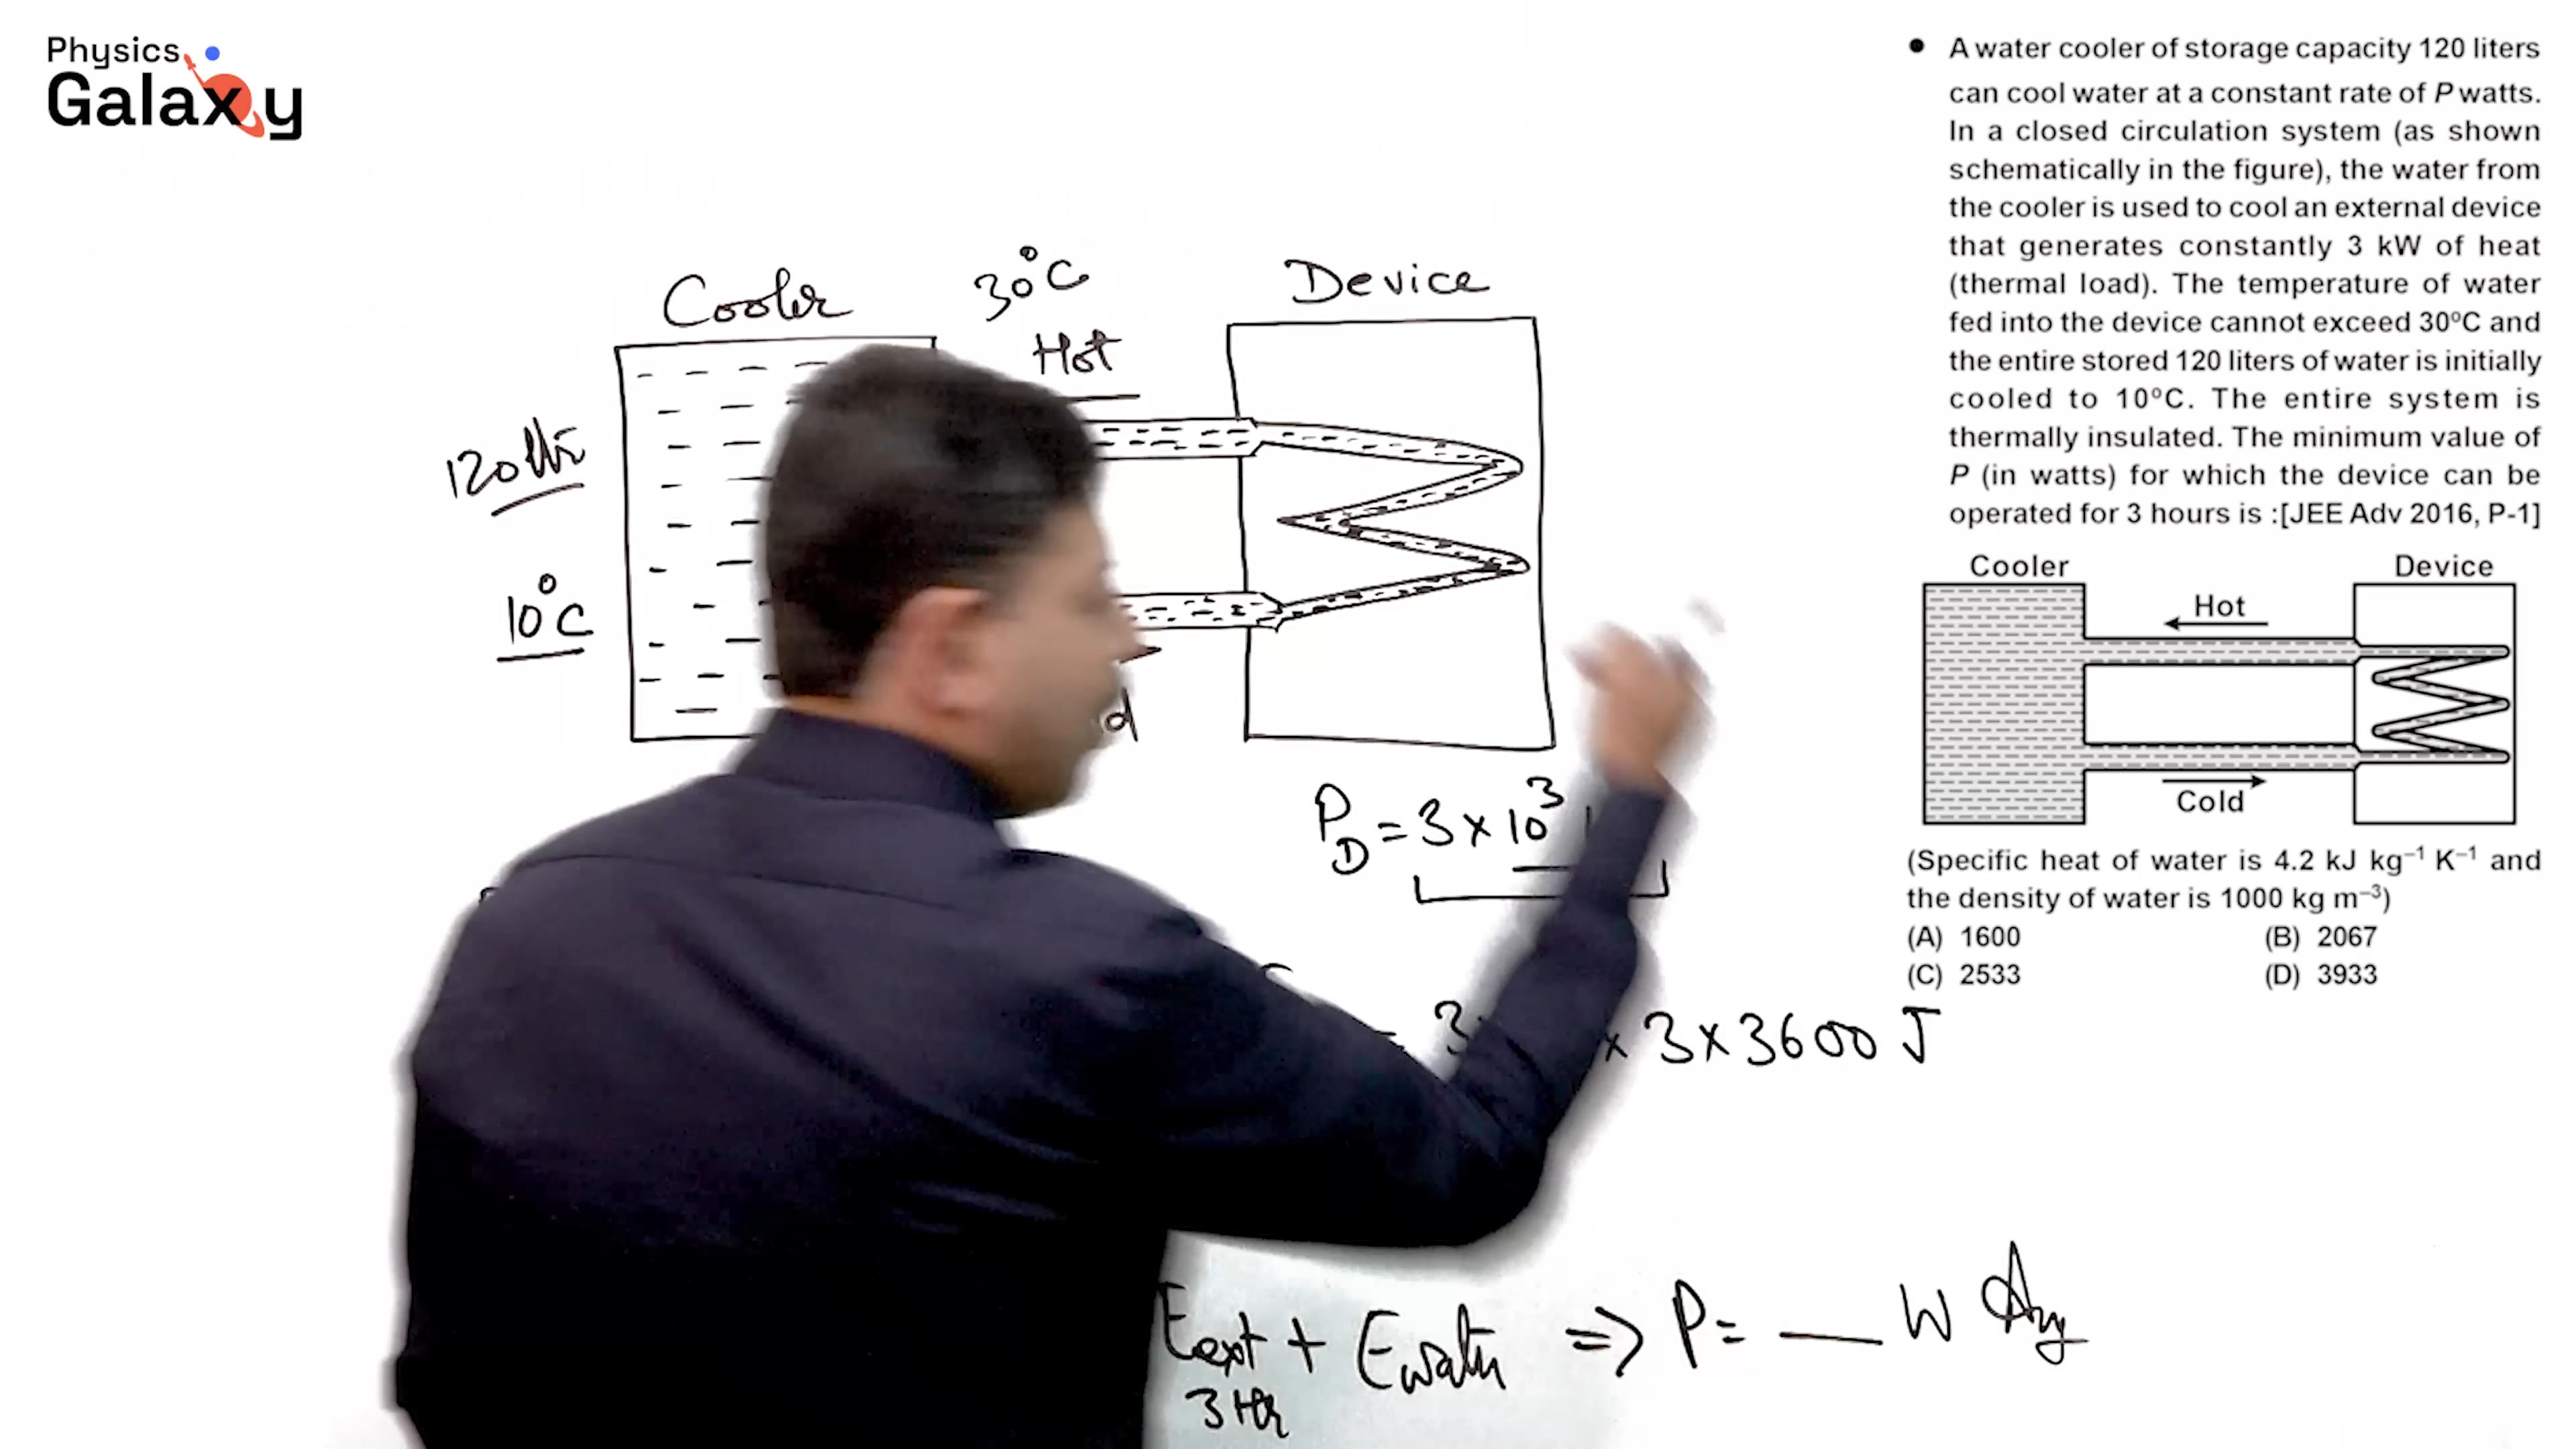 Physics
Galaxy
Cooler
30°C
Hot
Device
120 ltr
10°C
d
P_D = 3 × 10³
× 3 × 3600 J
E_ext + E_water ⇒ P = __ W Ans
3 Hr
• A water cooler of storage capacity 120 liters
can cool water at a constant rate of P watts.
In a closed circulation system (as shown
schematically in the figure), the water from
the cooler is used to cool an external device
that generates constantly 3 kW of heat
(thermal load). The temperature of water
fed into the device cannot exceed 30ºC and
the entire stored 120 liters of water is initially
cooled to 10ºC. The entire system is
thermally insulated. The minimum value of
P (in watts) for which the device can be
operated for 3 hours is :[JEE Adv 2016, P-1]
Cooler
Device
Hot
Cold
(Specific heat of water is 4.2 kJ kg⁻¹ K⁻¹ and
the density of water is 1000 kg m⁻³)
(A) 1600 (B) 2067
(C) 2533 (D) 3933